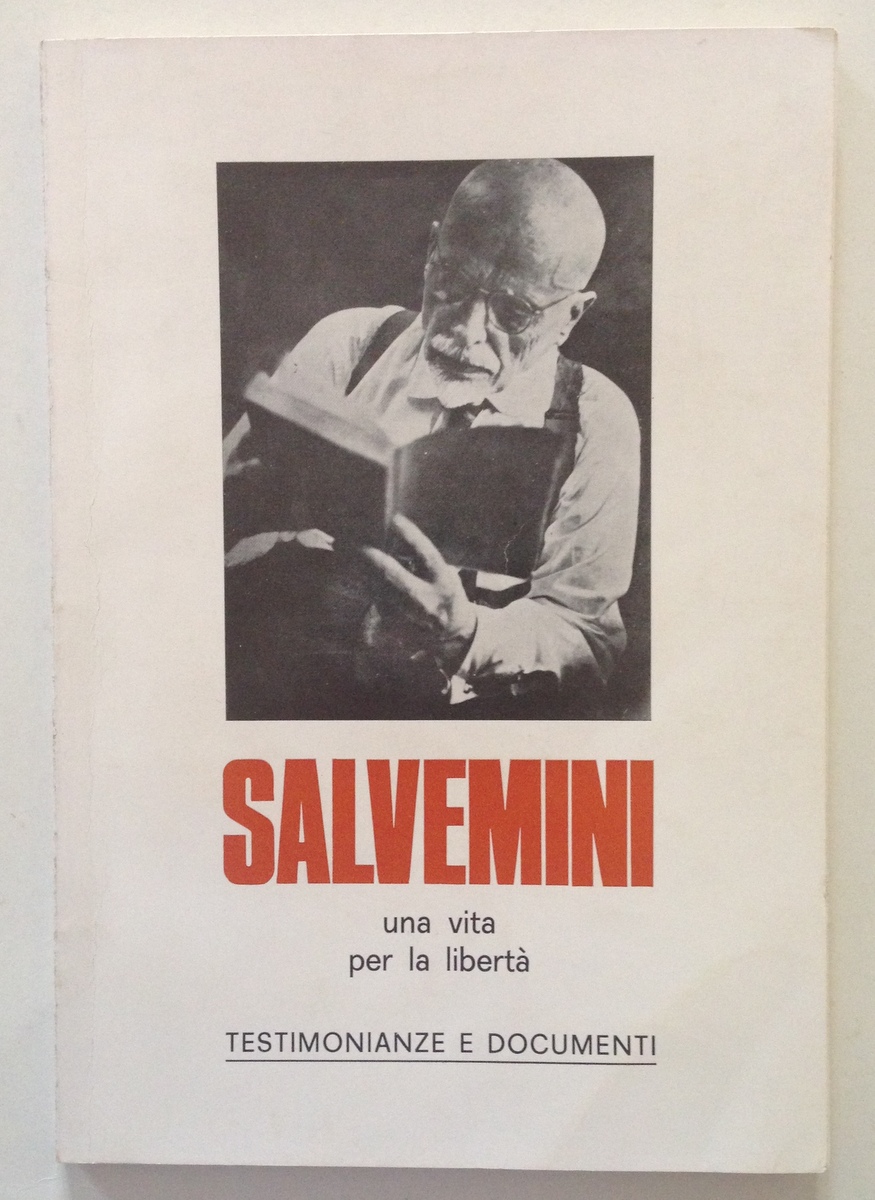 SALVEMINI
una vita
per la libertà
TESTIMONIANZE E DOCUMENTI